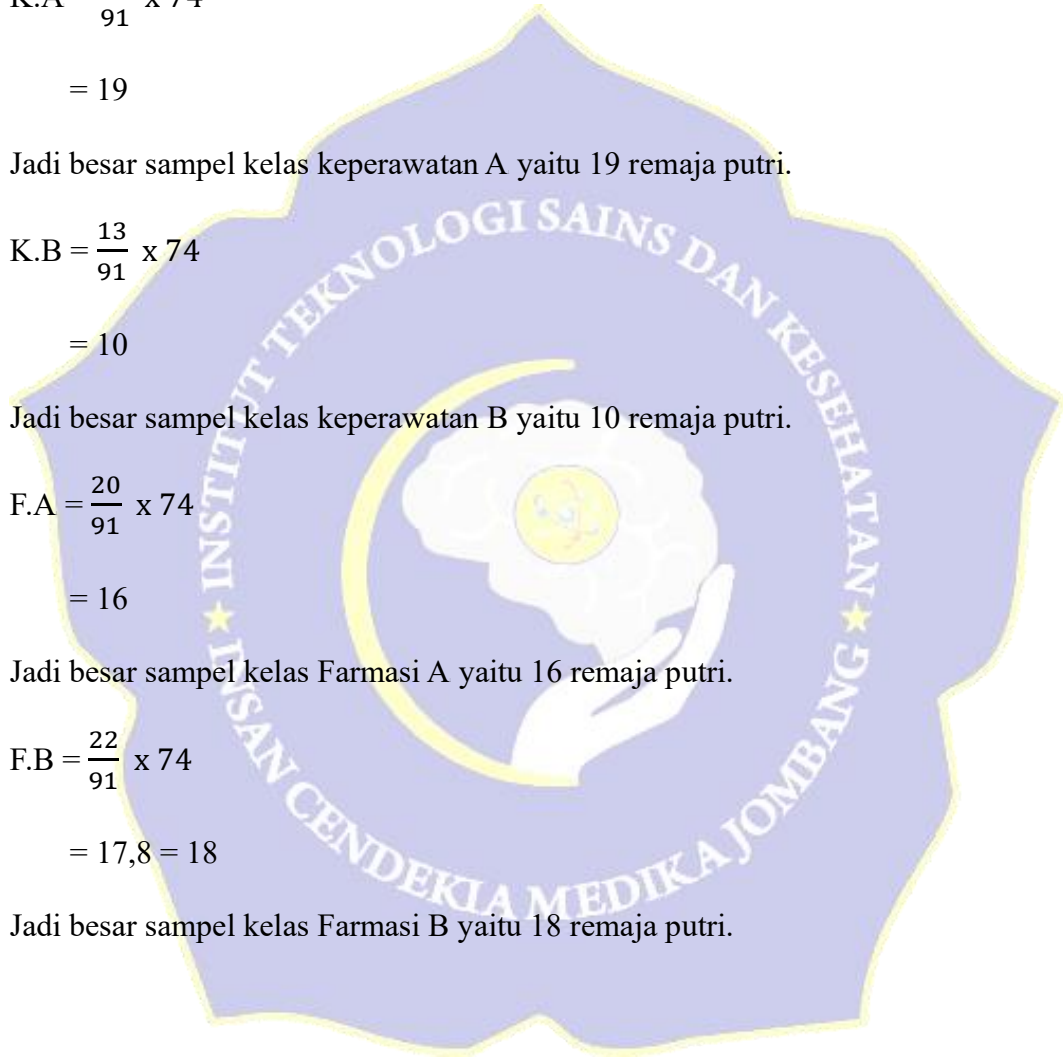 91 x 74
= 19
Jadi besar sampel kelas keperawatan A yaitu 19 remaja putri.
K.B = 13/91 x 74
= 10
Jadi besar sampel kelas keperawatan B yaitu 10 remaja putri.
F.A = 20/91 x 74
= 16
Jadi besar sampel kelas Farmasi A yaitu 16 remaja putri.
F.B = 22/91 x 74
= 17,8 = 18
Jadi besar sampel kelas Farmasi B yaitu 18 remaja putri.
INSTITUT TEKNOLOGI SAINS DAN KESEHATAN
INSAN CENDEKIA MEDIKA JOMBANG